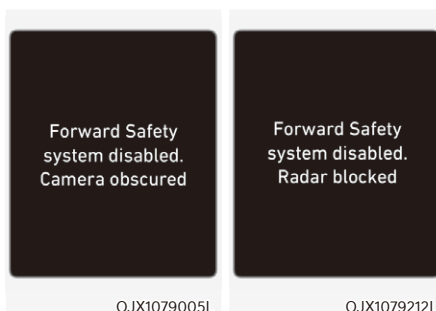 Forward Safety
system disabled.
Camera obscured
OJX1079005L
Forward Safety
system disabled.
Radar blocked
OJX1079212L